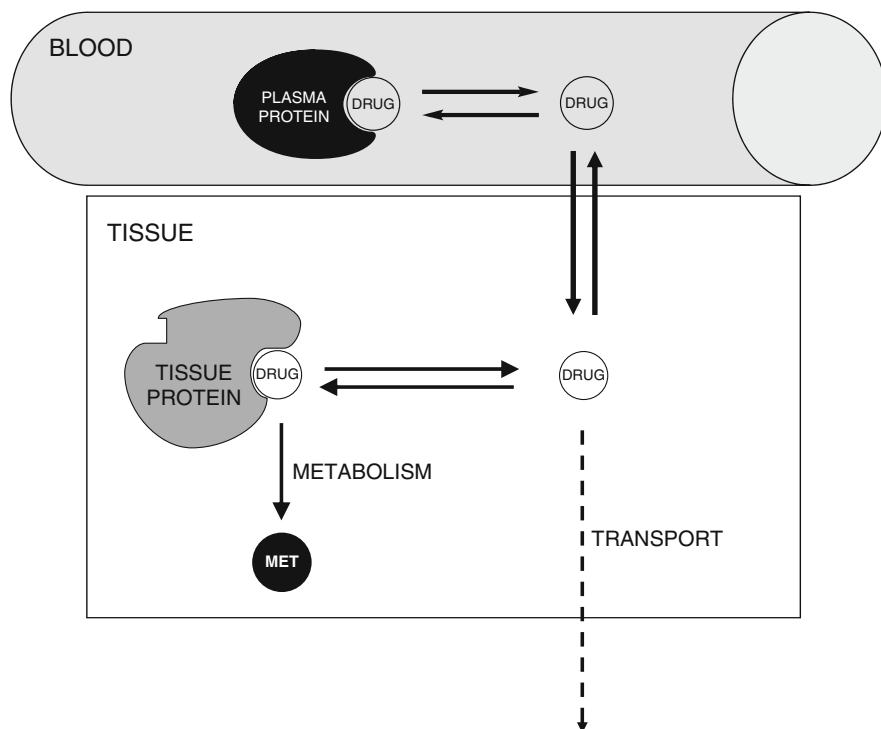 BLOOD
PLASMA
PROTEIN
DRUG
DRUG
TISSUE
TISSUE
PROTEIN
DRUG
DRUG
METABOLISM
MET
TRANSPORT